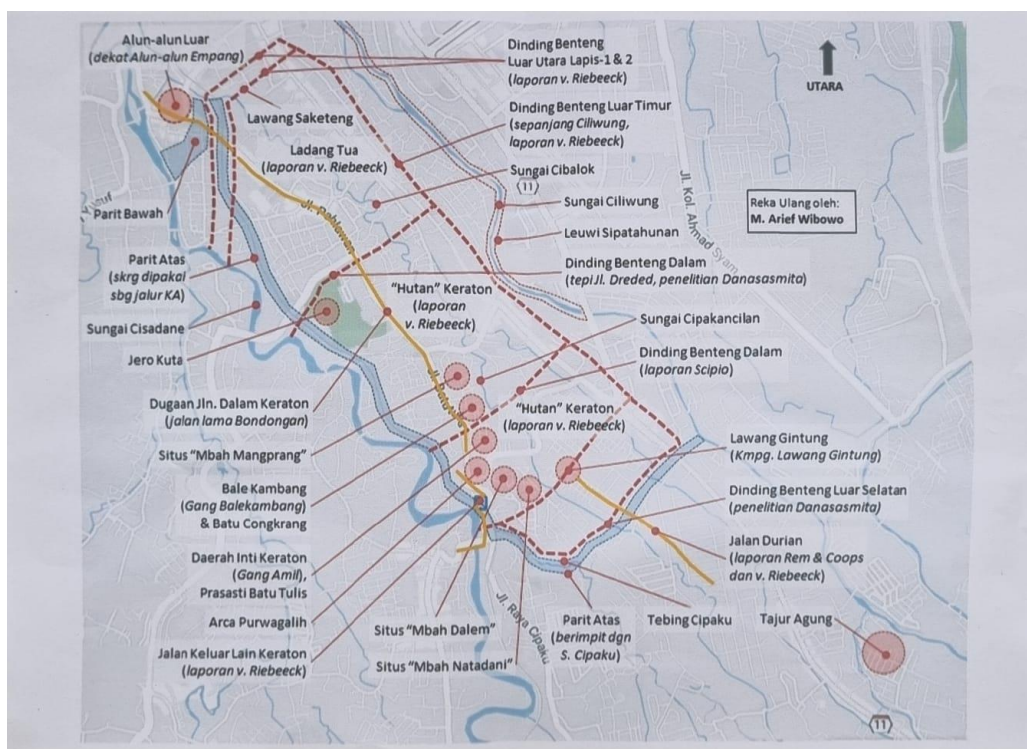 Alun-alun Luar
(dekat Alun-alun Empang)
Dinding Benteng
Luar Utara Lapis-1 & 2
(laporan v. Riebeeck)
UTARA
Lawang Saketeng
Dinding Benteng Luar Timur
(sepanjang Ciliwung,
laporan v. Riebeeck)
Ladang Tua
(laporan v. Riebeeck)
Sungai Cibalok
11
Jl. Kol. Ahmad Syam
Sungai Ciliwung
Reka Ulang oleh:
M. Arief Wibowo
Parit Bawah
Jl. Pahlawan
Leuwi Sipatahunan
Parit Atas
(skrg dipakai
sbg jalur KA)
Dinding Benteng Dalam
(tepi Jl. Dreded, penelitian Danasasmita)
"Hutan" Keraton
(laporan
v. Riebeeck)
Sungai Cisadane
Sungai Cipakancilan
Jero Kuta
Dinding Benteng Dalam
(laporan Scipio)
Dugaan Jln. Dalam Keraton
(jalan lama Bondongan)
"Hutan" Keraton
(laporan v. Riebeeck)
Situs "Mbah Mangprang"
Lawang Gintung
(Kmpg. Lawang Gintung)
Bale Kambang
(Gang Balekambang)
& Batu Congkrang
Dinding Benteng Luar Selatan
(penelitian Danasasmita)
Daerah Inti Keraton
(Gang Amil),
Prasasti Batu Tulis
Jalan Durian
(laporan Rem & Coops
dan v. Riebeeck)
Arca Purwagalih
Situs "Mbah Dalem"
Jl. Raya Cipaku
Parit Atas
(berimpit dgn
S. Cipaku)
Tebing Cipaku
Tajur Agung
Jalan Keluar Lain Keraton
(laporan v. Riebeeck)
Situs "Mbah Natadani"
11